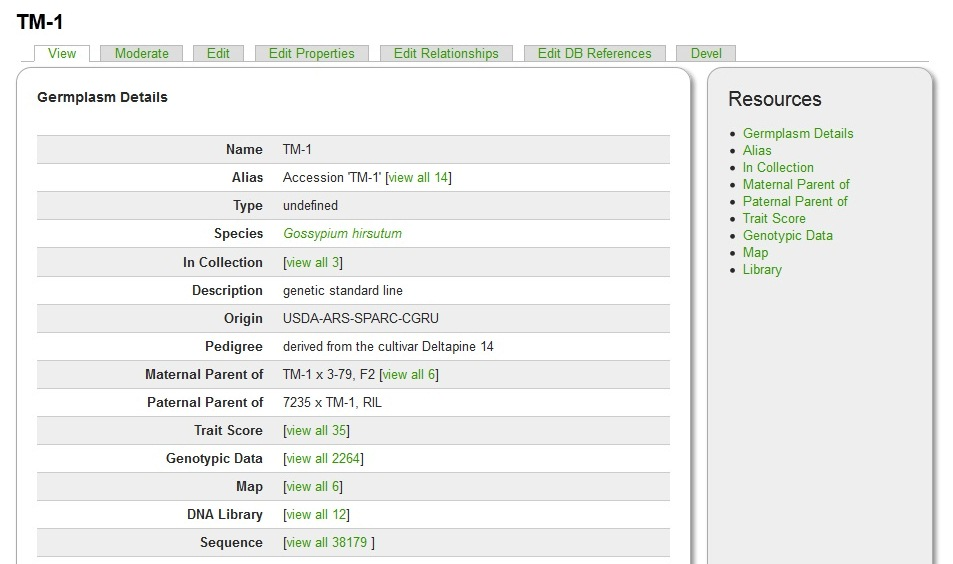 TM-1
View Moderate Edit Edit Properties Edit Relationships Edit DB References Devel
Germplasm Details
Name TM-1
Alias Accession 'TM-1' [view all 14]
Type undefined
Species Gossypium hirsutum
In Collection [view all 3]
Description genetic standard line
Origin USDA-ARS-SPARC-CGRU
Pedigree derived from the cultivar Deltapine 14
Maternal Parent of TM-1 x 3-79, F2 [view all 6]
Paternal Parent of 7235 x TM-1, RIL
Trait Score [view all 35]
Genotypic Data [view all 2264]
Map [view all 6]
DNA Library [view all 12]
Sequence [view all 38179 ]
Resources
Germplasm Details
Alias
In Collection
Maternal Parent of
Paternal Parent of
Trait Score
Genotypic Data
Map
Library